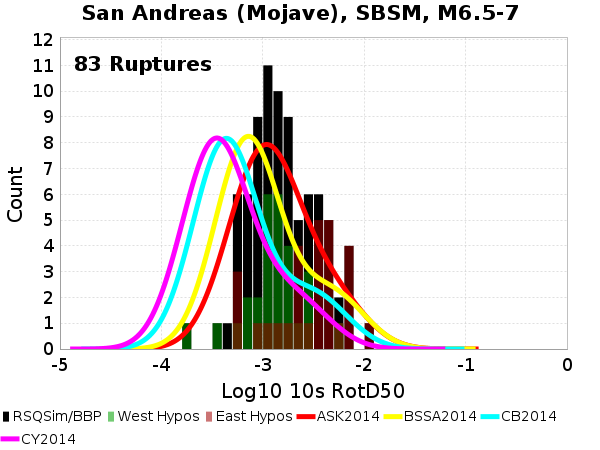 San Andreas (Mojave), SBSM, M6.5-7
83 Ruptures
Count
12
11
10
9
8
7
6
5
4
3
2
1
0
-5 -4 -3 -2 -1 0
Log10 10s RotD50
RSQSim/BBP West Hypos East Hypos ASK2014 BSSA2014 CB2014
CY2014